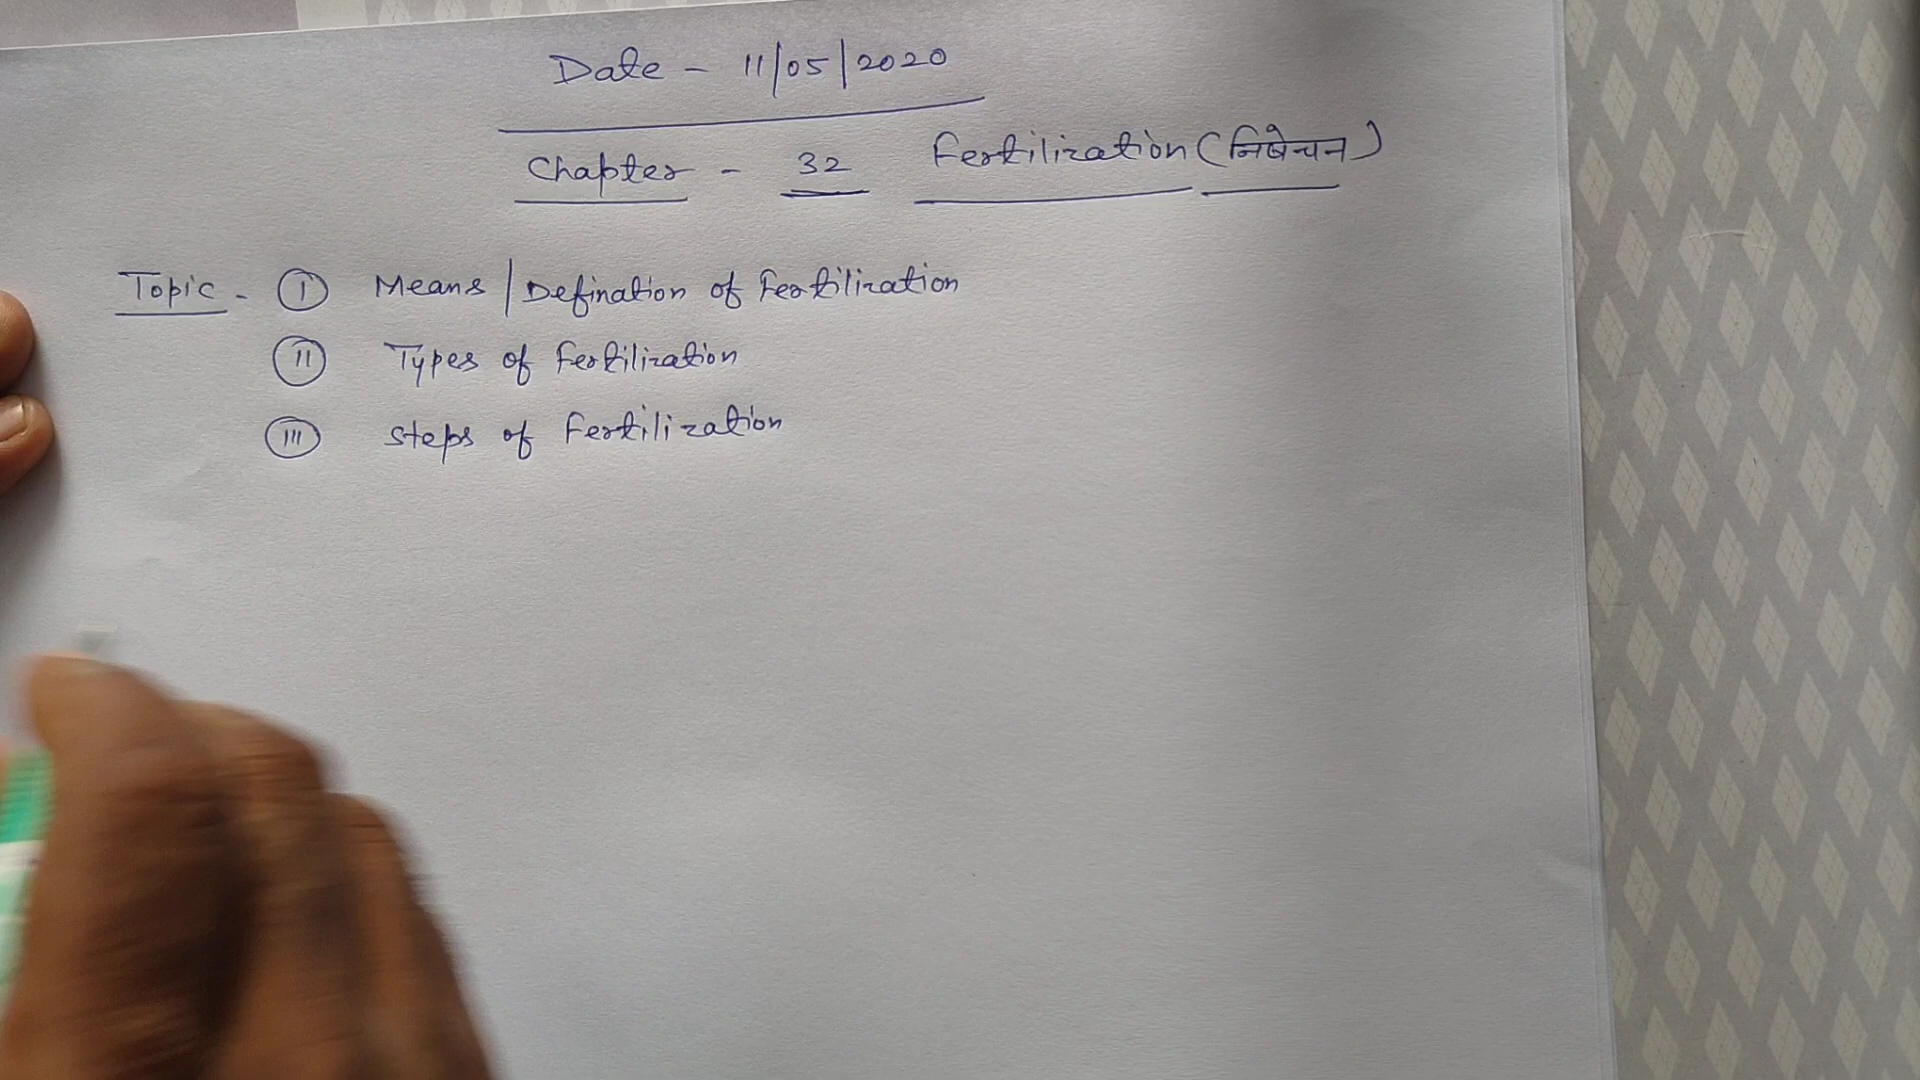 Date - 11/05/2020
Chapter - 32 Fertilization (निषेचन)
Topic - I Means / Defination of Fertilization
II Types of Fertilization
III Steps of Fertilization